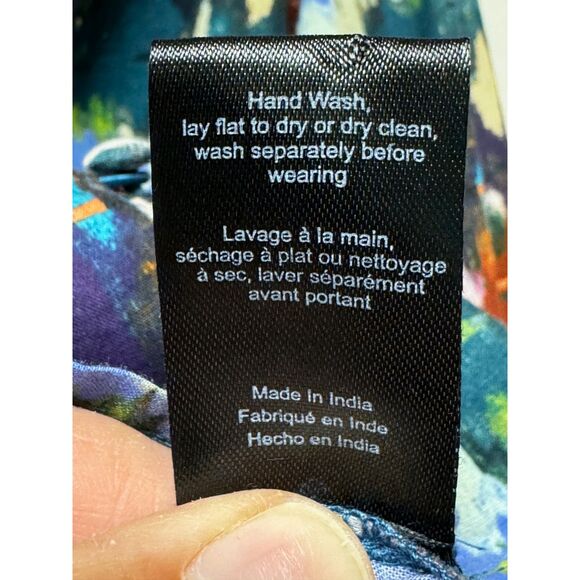 Hand Wash,
lay flat to dry or dry clean,
wash separately before
wearing
Lavage à la main,
séchage à plat ou nettoyage
à sec, laver séparément
avant portant
Made In India
Fabriqué en Inde
Hecho en India